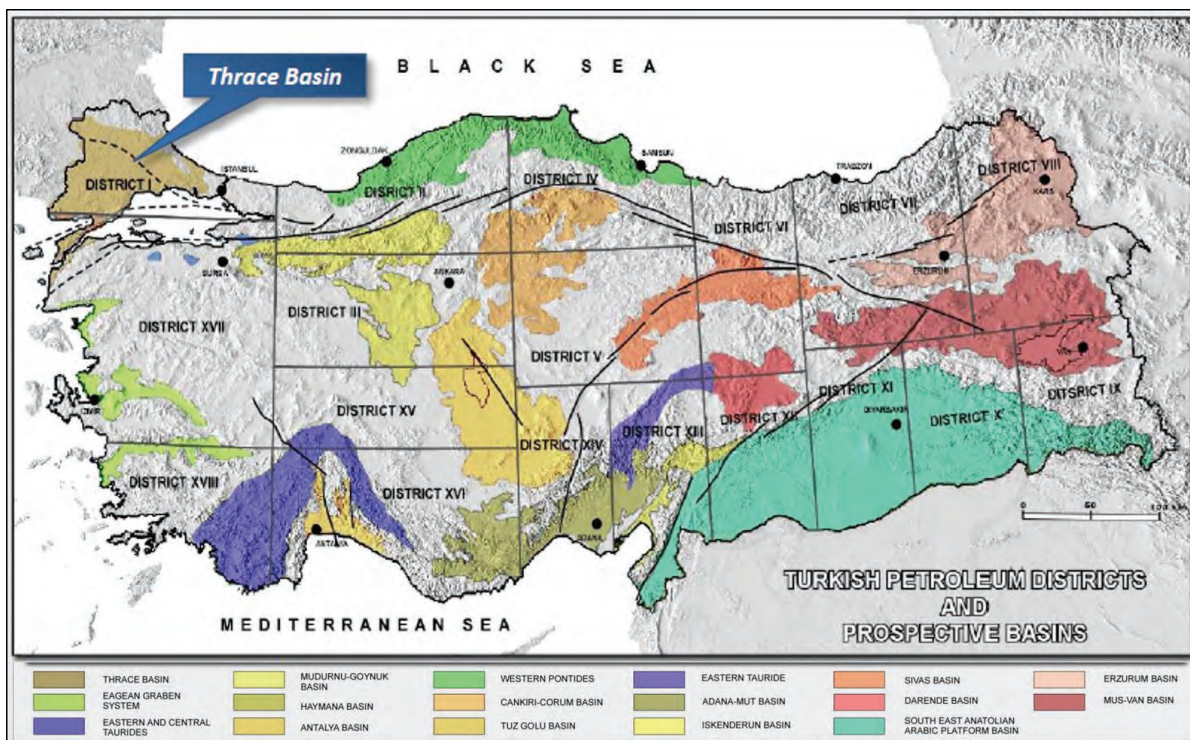 Thrace Basin
BLACK SEA
ZONGULDAK
SAMSUN
TRABZON
DISTRICT VIII
KARS
ISTANBUL
DISTRICT I
DISRICT II
DISTRICT IV
DISTRICT VII
DISTRICT VI
BURSA
ANKARA
ERZURUM
DISTRICT III
DISTRICT XVII
DISTRICT V
VAN
DITSRICT IX
DISTRICT XI
IZMIR
DISTRICT XV
DISTRICT XII
DIYARBAKIR
DISTRICT X
DISTRICT XIV
DISTRICT XIII
DISTRICT XVIII
DISTRICT XVI
0 50 100 km
ANTALYA
ADANA
TURKISH PETROLEUM DISTRICTS
AND
PROSPECTIVE BASINS
MEDITERRANEAN SEA
THRACE BASIN
EAGEAN GRABEN
SYSTEM
EASTERN AND CENTRAL
TAURIDES
MUDURNU-GOYNUK
BASIN
HAYMANA BASIN
ANTALYA BASIN
WESTERN PONTIDES
CANKIRI-CORUM BASIN
TUZ GOLU BASIN
EASTERN TAURIDE
ADANA-MUT BASIN
ISKENDERUN BASIN
SIVAS BASIN
DARENDE BASIN
SOUTH EAST ANATOLIAN
ARABIC PLATFORM BASIN
ERZURUM BASIN
MUS-VAN BASIN